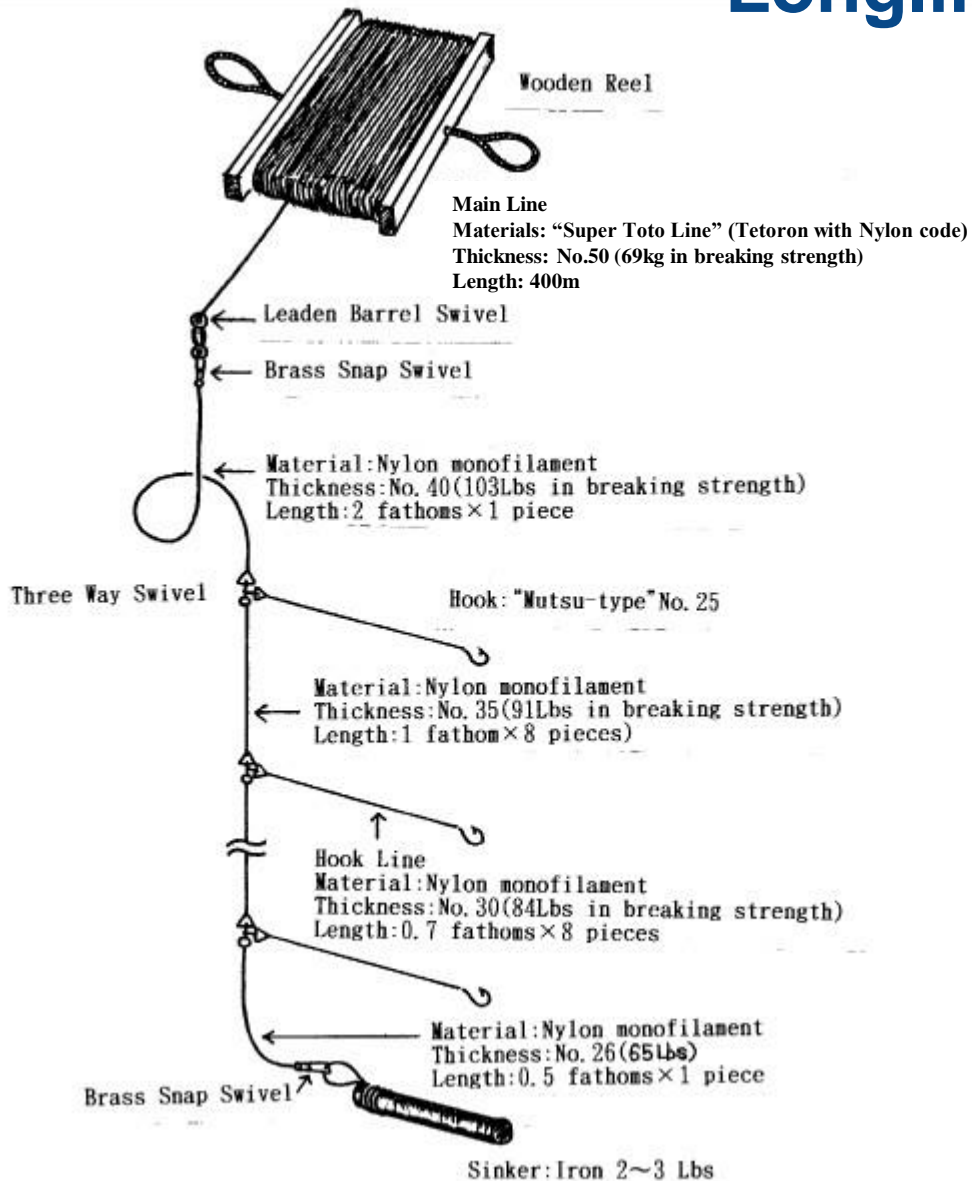 Wooden Reel
Main Line
Materials: “Super Toto Line” (Tetoron with Nylon code)
Thickness: No.50 (69kg in breaking strength)
Length: 400m
Leaden Barrel Swivel
Brass Snap Swivel
Material:Nylon monofilament
Thickness:No. 40(103Lbs in breaking strength)
Length:2 fathoms×1 piece
Three Way Swivel
Hook:"Mutsu-type"No. 25
Material:Nylon monofilament
Thickness:No. 35(91Lbs in breaking strength)
Length:1 fathom×8 pieces)
Hook Line
Material:Nylon monofilament
Thickness:No. 30(84Lbs in breaking strength)
Length:0.7 fathoms×8 pieces
Material:Nylon monofilament
Thickness:No. 26(65Lbs)
Length:0.5 fathoms×1 piece
Brass Snap Swivel
Sinker:Iron 2~3 Lbs